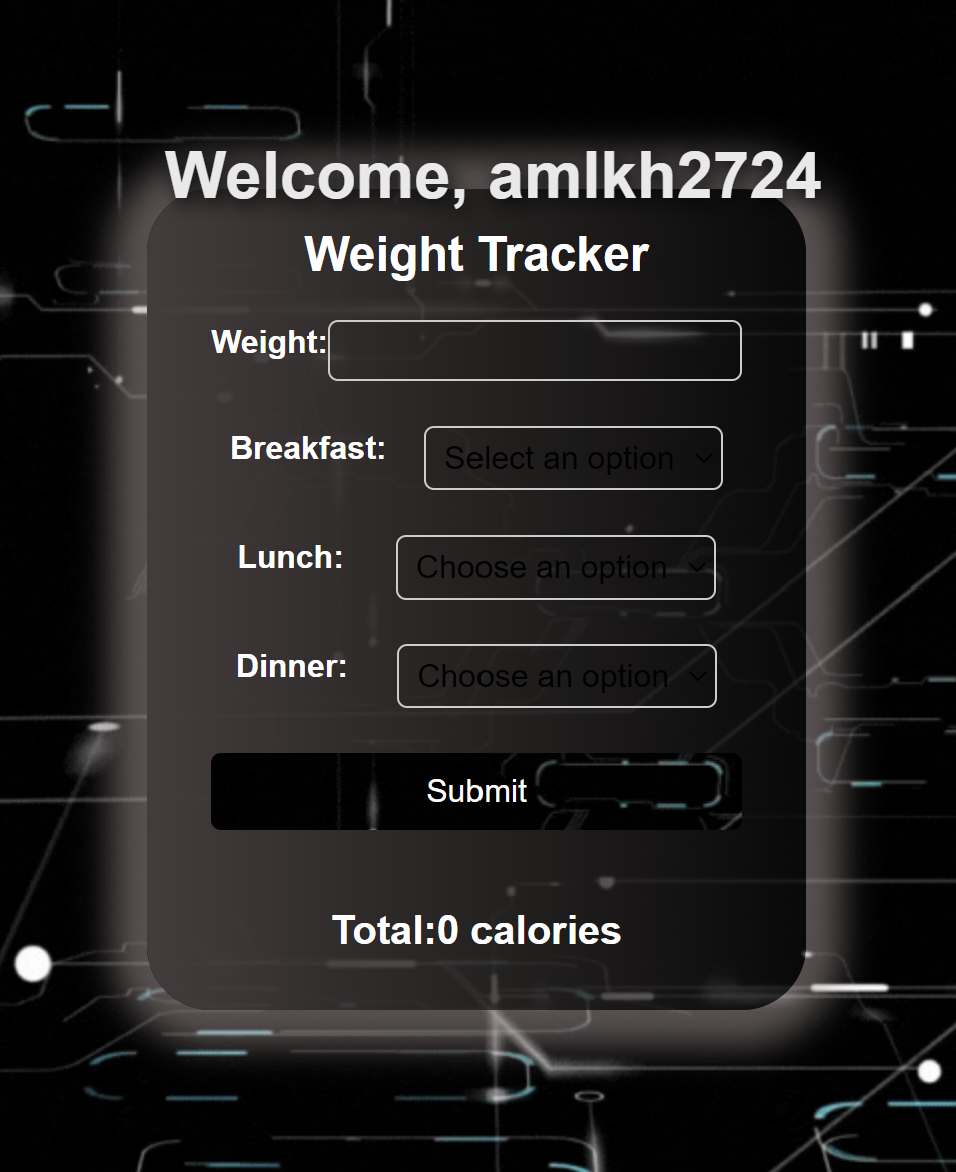 Welcome, amlkh2724
Weight Tracker
Weight:
Breakfast: Select an option
Lunch: Choose an option
Dinner: Choose an option
Submit
Total:0 calories